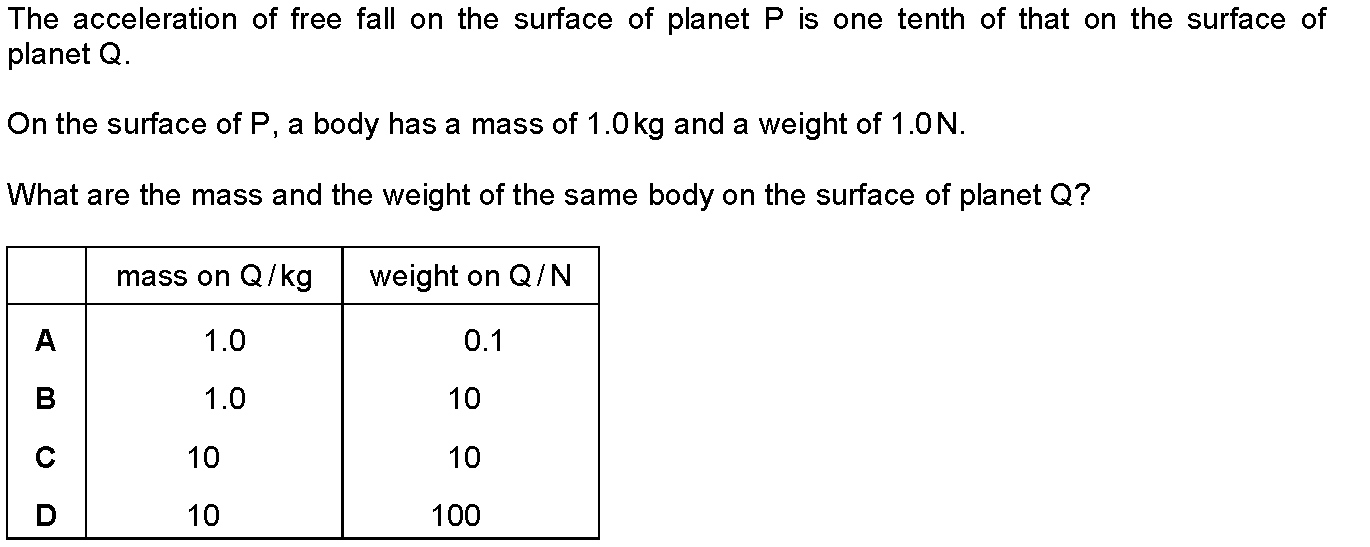 The acceleration of free fall on the surface of planet P is one tenth of that on the surface of
planet Q.
On the surface of P, a body has a mass of 1.0 kg and a weight of 1.0 N.
What are the mass and the weight of the same body on the surface of planet Q?
mass on Q / kg weight on Q / N
A 1.0 0.1
B 1.0 10
C 10 10
D 10 100